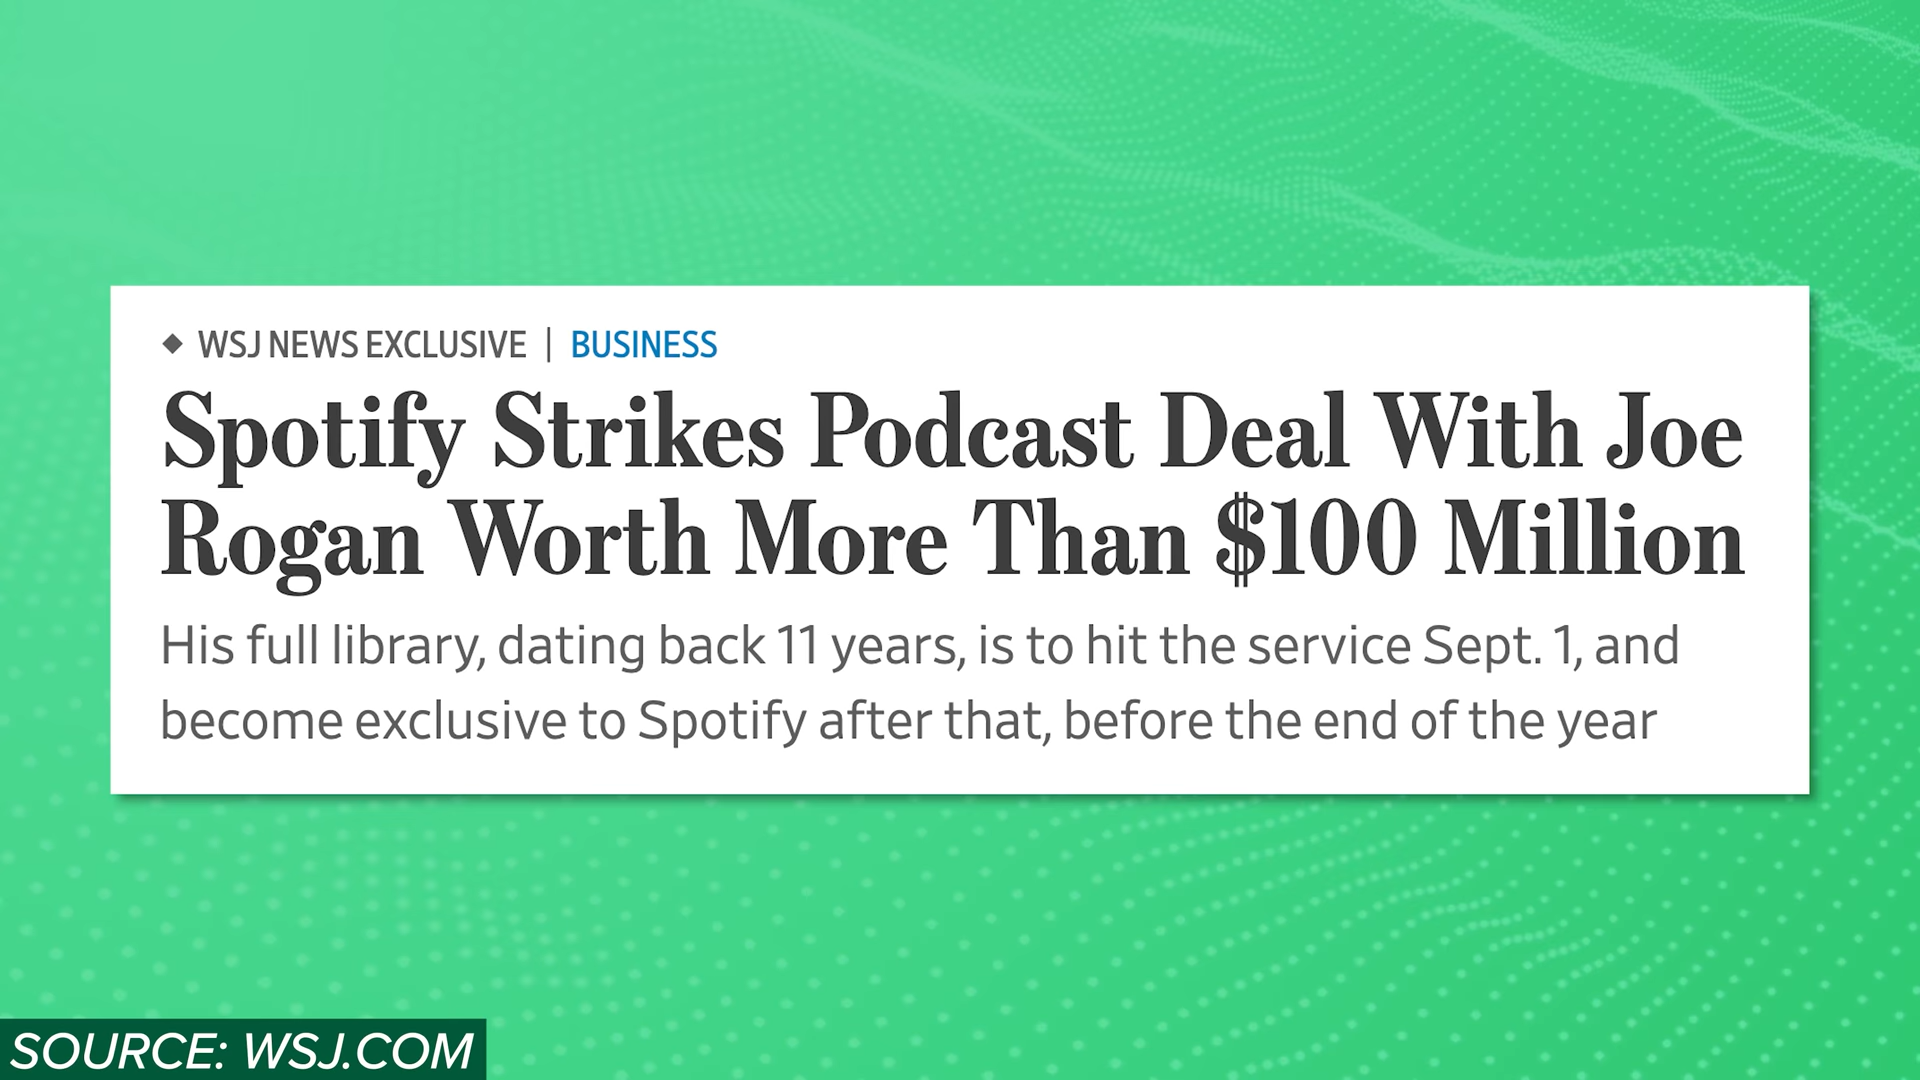 ◆ WSJ NEWS EXCLUSIVE | BUSINESS
Spotify Strikes Podcast Deal With Joe
Rogan Worth More Than $100 Million
His full library, dating back 11 years, is to hit the service Sept. 1, and
become exclusive to Spotify after that, before the end of the year
SOURCE: WSJ.COM